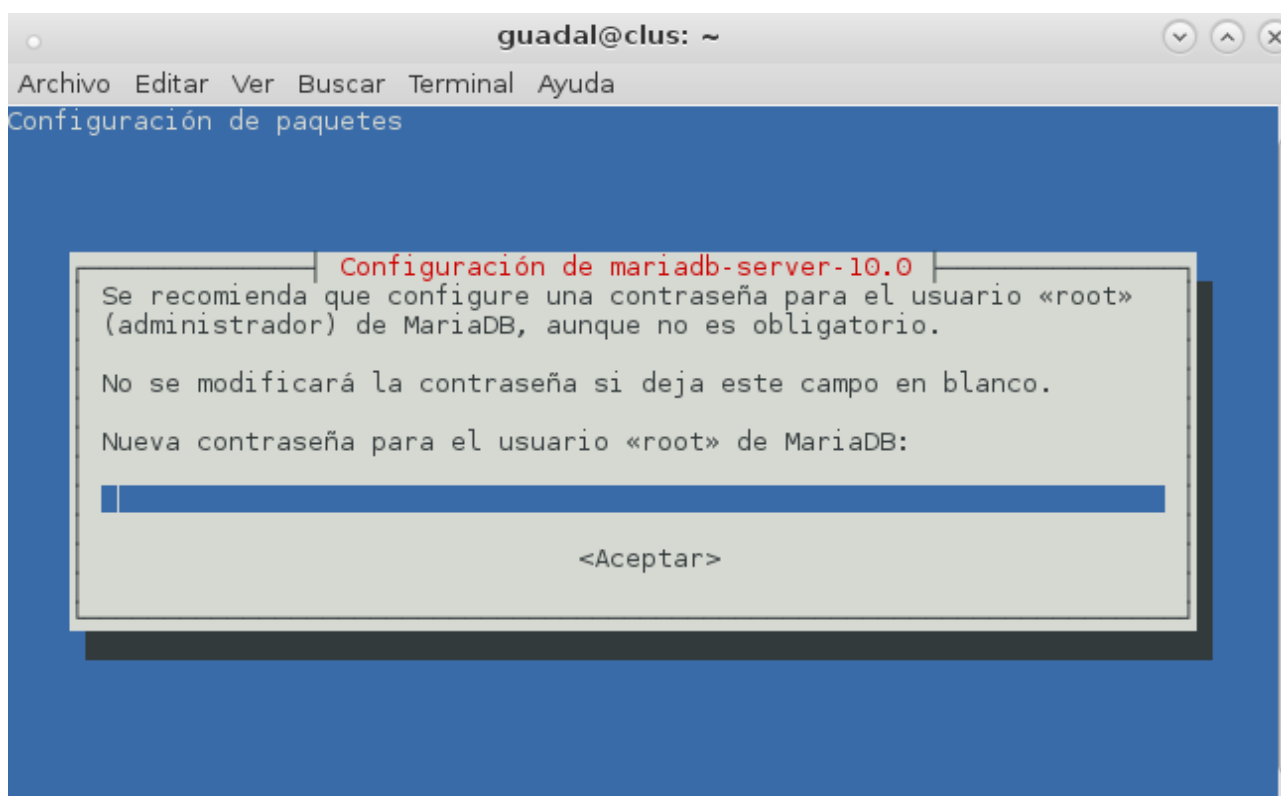 guadal@clus: ~
Archivo Editar Ver Buscar Terminal Ayuda
Configuración de paquetes
Configuración de mariadb-server-10.0
Se recomienda que configure una contraseña para el usuario «root»
(administrador) de MariaDB, aunque no es obligatorio.
No se modificará la contraseña si deja este campo en blanco.
Nueva contraseña para el usuario «root» de MariaDB:
<Aceptar>